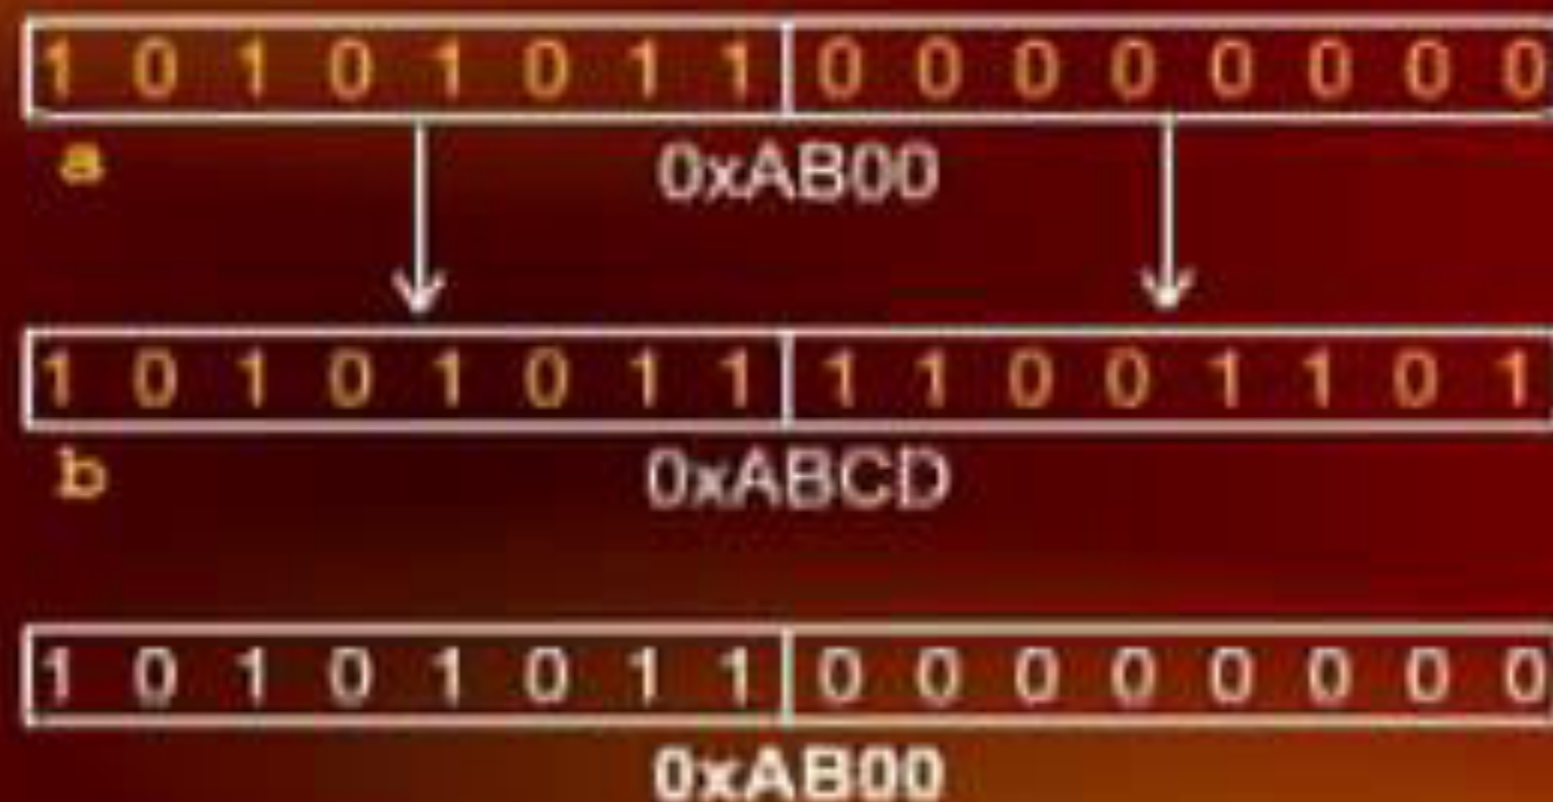 1 0 1 0 1 0 1 1 0 0 0 0 0 0 0 0
a 0xAB00
1 0 1 0 1 0 1 1 1 1 0 0 1 1 0 1
b 0xABCD
1 0 1 0 1 0 1 1 0 0 0 0 0 0 0 0
0xAB00